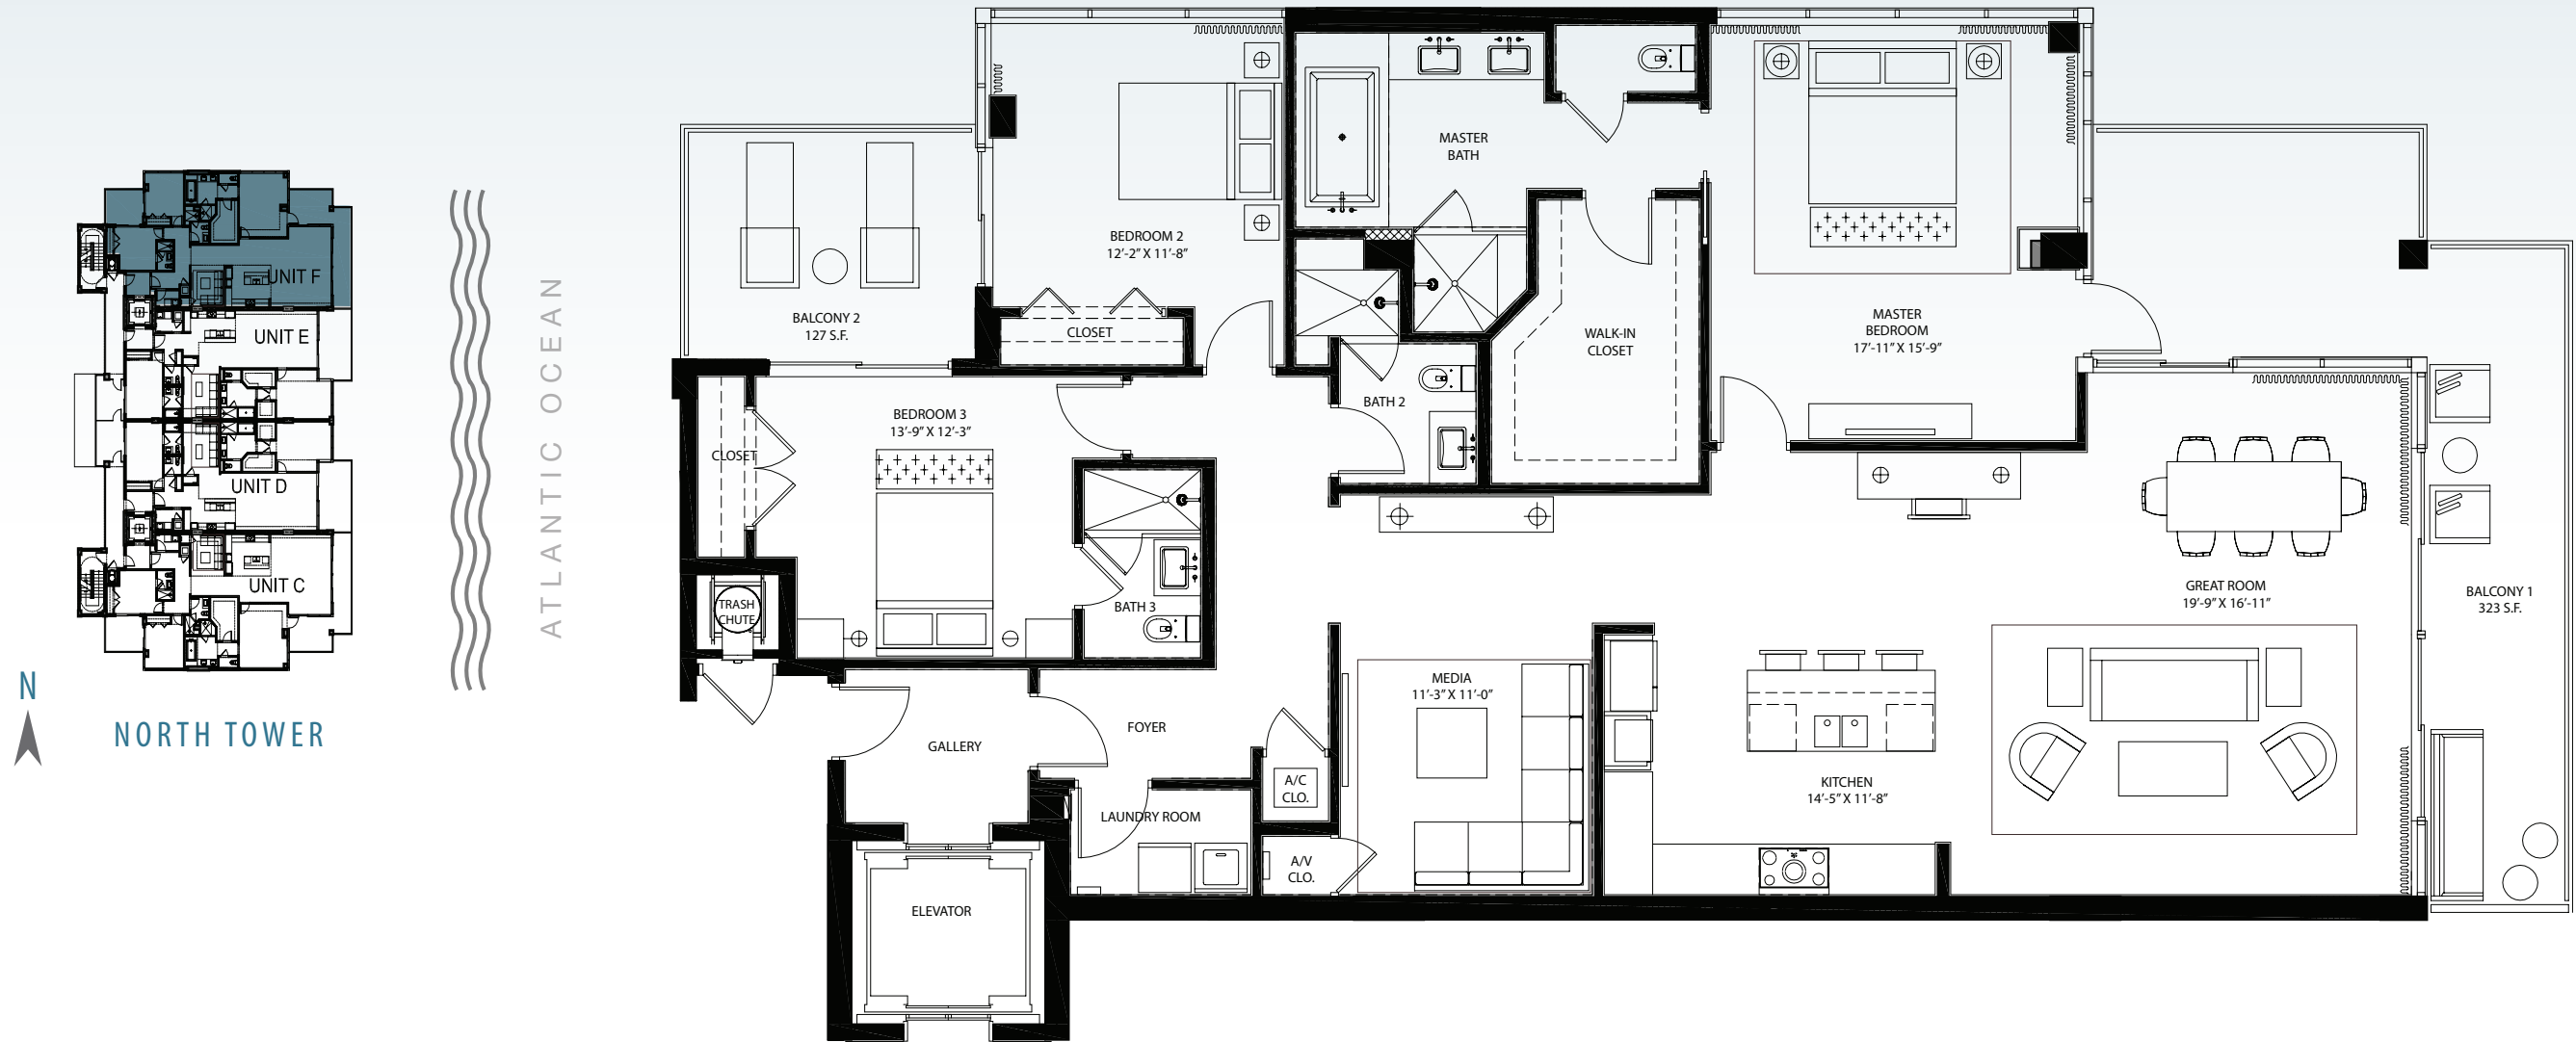 UNIT F
UNIT E
UNIT D
UNIT C
N
NORTH TOWER
ATLANTIC OCEAN
BALCONY 2
127 S.F.
BEDROOM 2
12'-2" X 11'-8"
CLOSET
MASTER
BATH
WALK-IN
CLOSET
MASTER
BEDROOM
17'-11" X 15'-9"
BEDROOM 3
13'-9" X 12'-3"
CLOSET
BATH 2
BATH 3
TRASH
CHUTE
GREAT ROOM
19'-9" X 16'-11"
BALCONY 1
323 S.F.
MEDIA
11'-3" X 11'-0"
GALLERY
FOYER
A/C
CLO.
KITCHEN
14'-5" X 11'-8"
LAUNDRY ROOM
A/V
CLO.
ELEVATOR